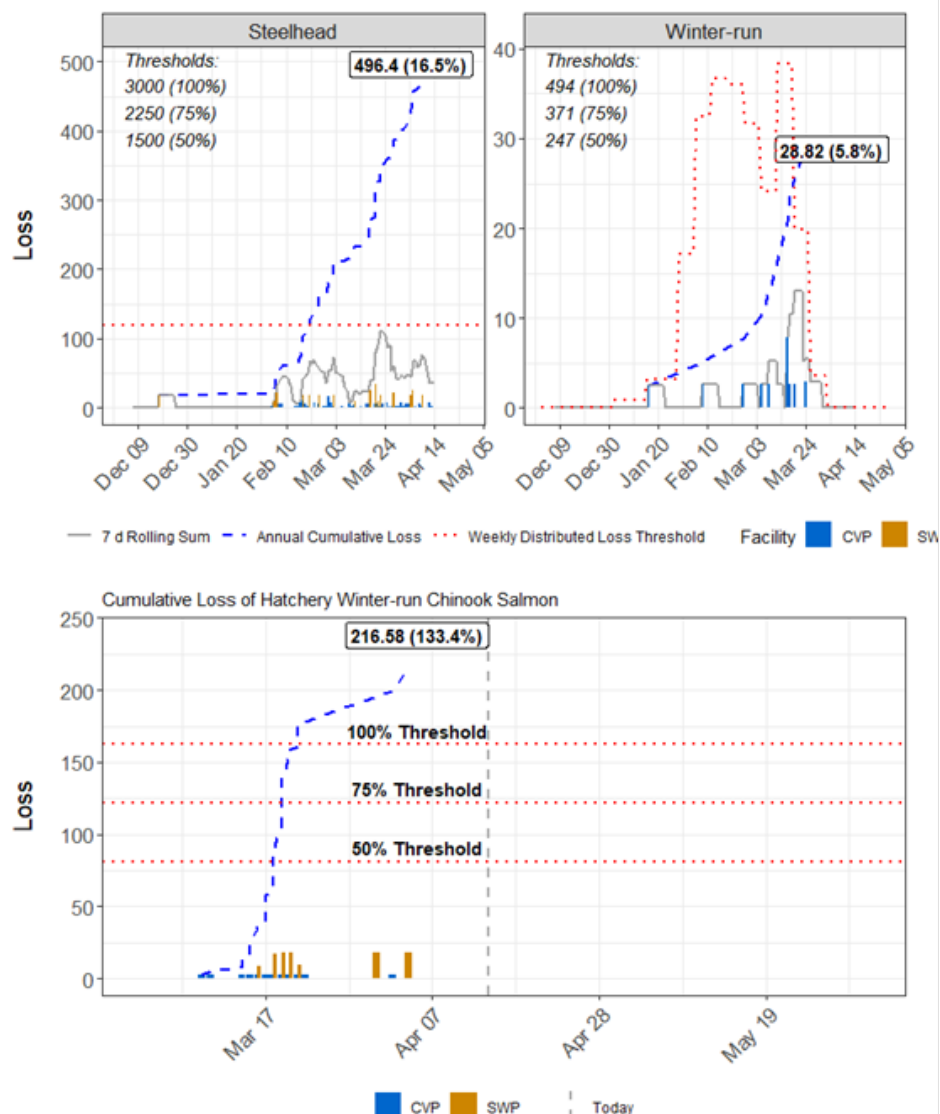 Steelhead
Winter-run
Thresholds:
3000 (100%)
2250 (75%)
1500 (50%)
496.4 (16.5%)
Thresholds:
494 (100%)
371 (75%)
247 (50%)
28.82 (5.8%)
Loss
500
400
300
200
100
0
40
30
20
10
0
Dec 09
Dec 30
Jan 20
Feb 10
Mar 03
Mar 24
Apr 14
May 05
Dec 09
Dec 30
Jan 20
Feb 10
Mar 03
Mar 24
Apr 14
May 05
7 d Rolling Sum
Annual Cumulative Loss
Weekly Distributed Loss Threshold
Facility
CVP
SW
Cumulative Loss of Hatchery Winter-run Chinook Salmon
216.58 (133.4%)
100% Threshold
75% Threshold
50% Threshold
Loss
250
200
150
100
50
0
Mar 17
Apr 07
Apr 28
May 19
CVP
SWP
Today